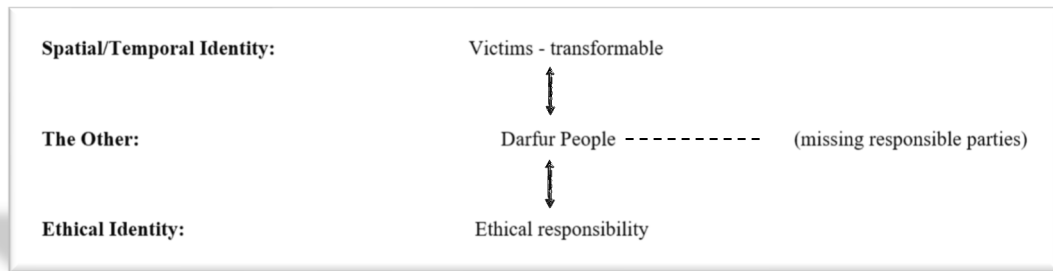 Spatial/Temporal Identity: Victims - transformable
The Other: Darfur People (missing responsible parties)
Ethical Identity: Ethical responsibility